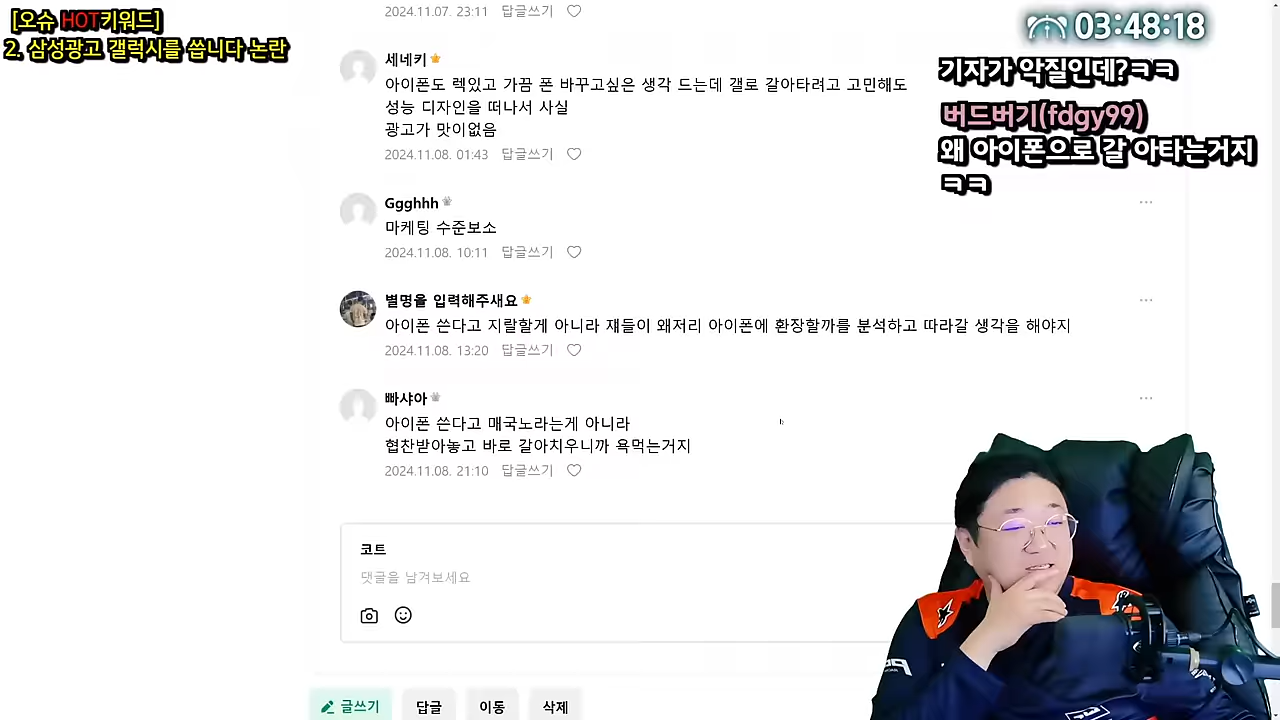 [오슈 HOT키워드]
2. 삼성광고 갤럭시를 씁니다 논란
03:48:18
기자가 악질인데?ㅋㅋ
버드버기(fdgy99)
왜 아이폰으로 갈 아타는거지
ㅋㅋ
2024.11.07. 23:11 답글쓰기
세네키
아이폰도 렉있고 가끔 폰 바꾸고싶은 생각 드는데 갤로 갈아타려고 고민해도
성능 디자인을 떠나서 사실
광고가 맛이없음
2024.11.08. 01:43 답글쓰기
Ggghhh
마케팅 수준보소
2024.11.08. 10:11 답글쓰기
별명을 입력해주새요
아이폰 쓴다고 지랄할게 아니라 재들이 왜저리 아이폰에 환장할까를 분석하고 따라갈 생각을 해야지
2024.11.08. 13:20 답글쓰기
빠샤아
아이폰 쓴다고 매국노라는게 아니라
협찬받아놓고 바로 갈아치우니까 욕먹는거지
2024.11.08. 21:10 답글쓰기
코트
댓글을 남겨보세요
글쓰기 답글 이동 삭제